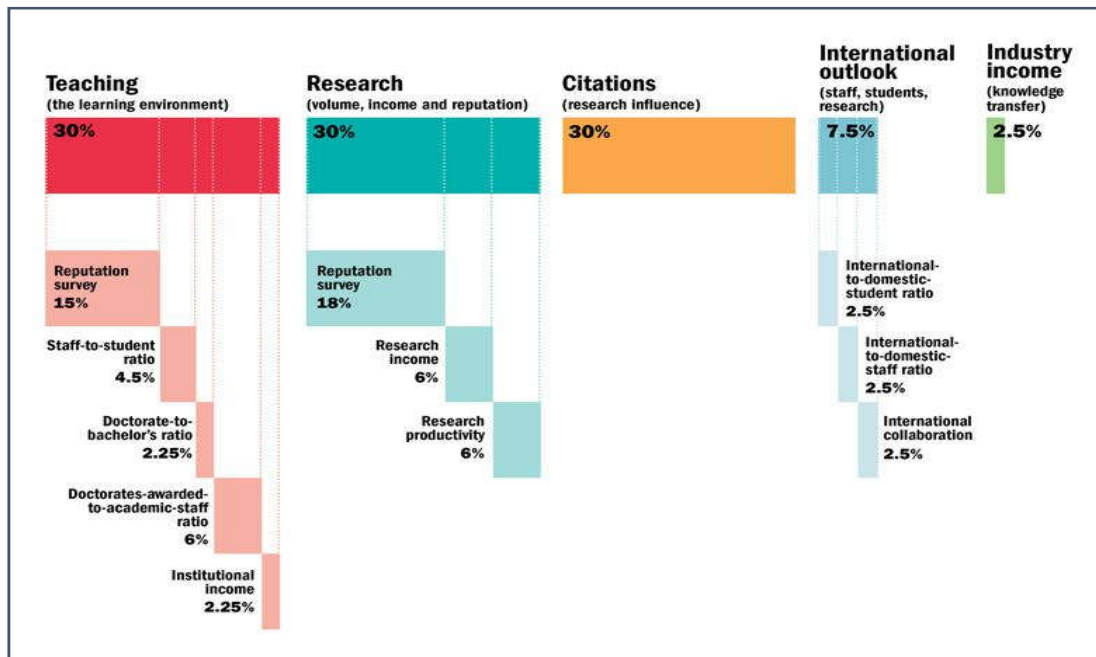 Teaching
(the learning environment)
30%
Reputation
survey
15%
Staff-to-student
ratio
4.5%
Doctorate-to-
bachelor's ratio
2.25%
Doctorates-awarded-
to-academic-staff
ratio
6%
Institutional
income
2.25%
Research
(volume, income and reputation)
30%
Reputation
survey
18%
Research
income
6%
Research
productivity
6%
Citations
(research influence)
30%
International
outlook
(staff, students,
research)
7.5%
International-
to-domestic-
student ratio
2.5%
International-
to-domestic-
staff ratio
2.5%
International
collaboration
2.5%
Industry
income
(knowledge
transfer)
2.5%